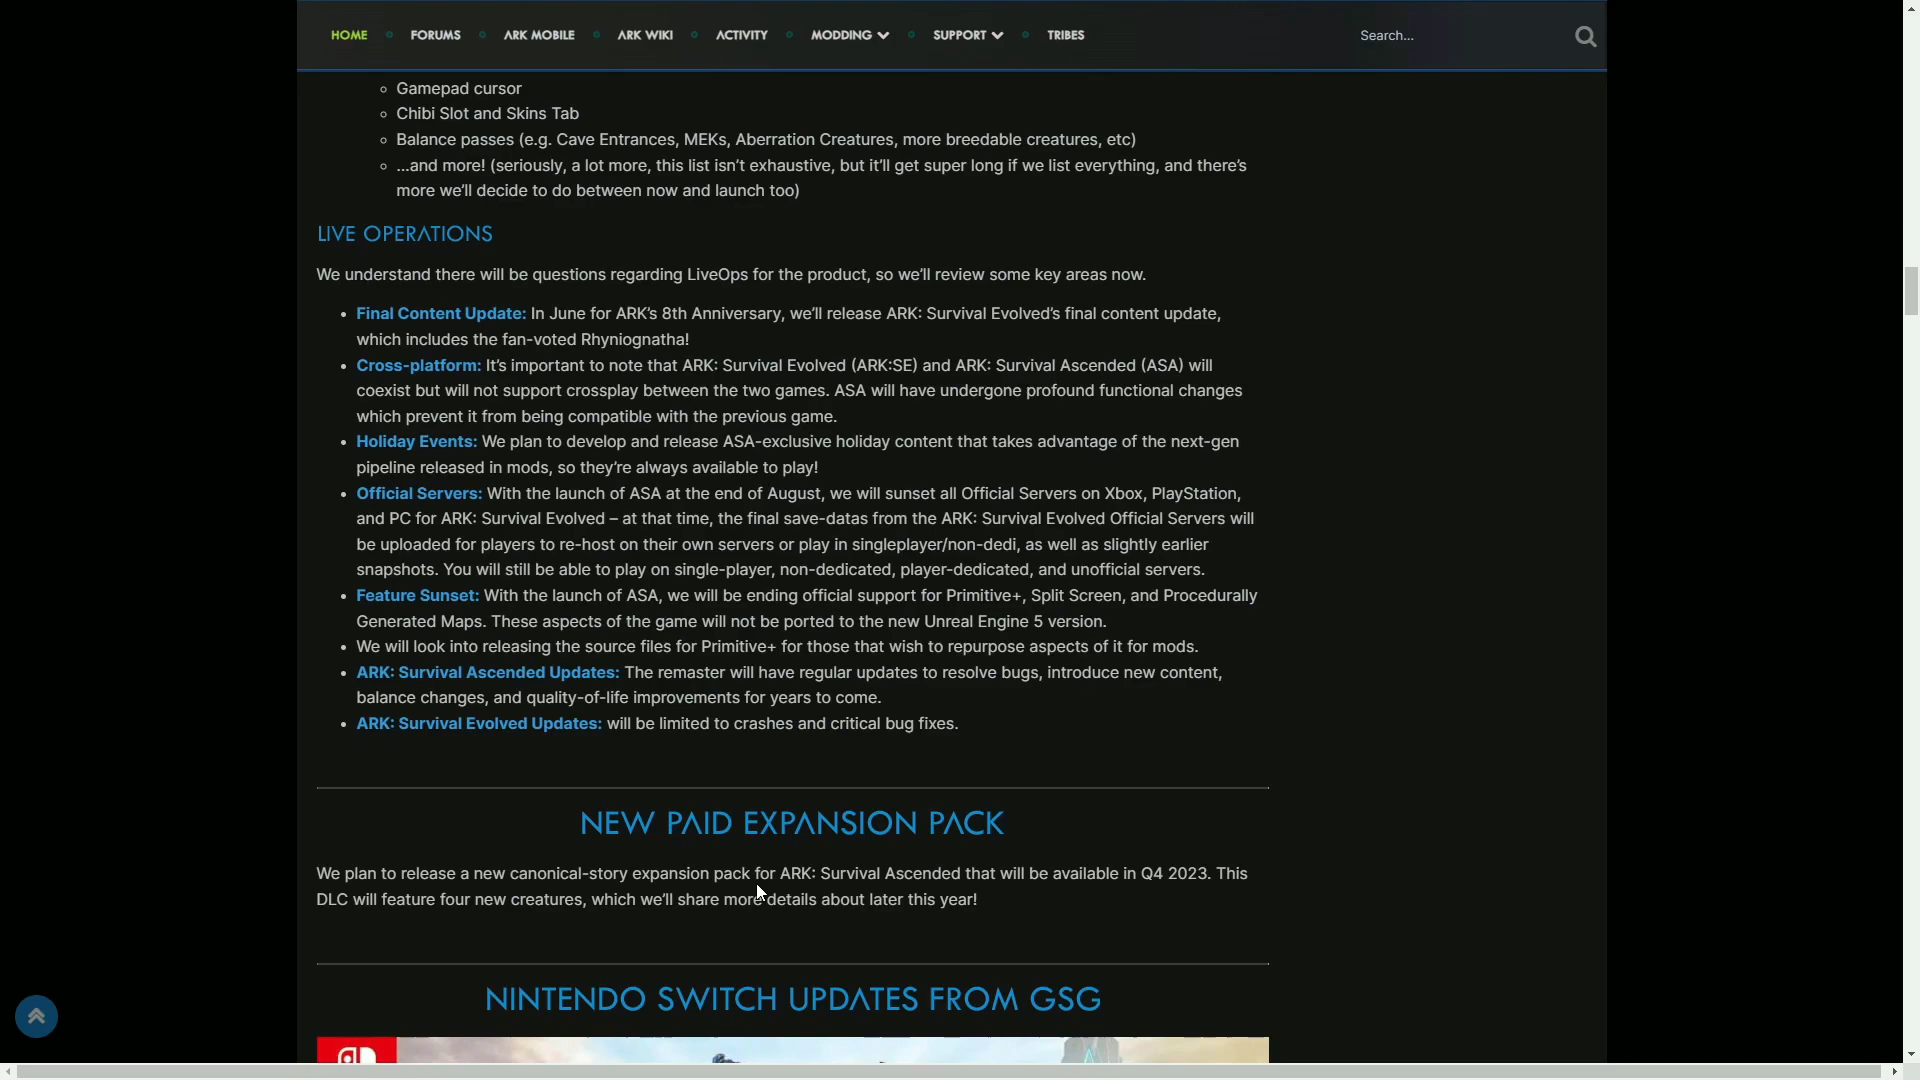 HOME FORUMS ARK MOBILE ARK WIKI ACTIVITY MODDING SUPPORT TRIBES Search...
Gamepad cursor
Chibi Slot and Skins Tab
Balance passes (e.g. Cave Entrances, MEKs, Aberration Creatures, more breedable creatures, etc)
...and more! (seriously, a lot more, this list isn't exhaustive, but it'll get super long if we list everything, and there's
more we'll decide to do between now and launch too)
LIVE OPERATIONS
We understand there will be questions regarding LiveOps for the product, so we'll review some key areas now.
Final Content Update: In June for ARK's 8th Anniversary, we'll release ARK: Survival Evolved's final content update,
which includes the fan-voted Rhyniognatha!
Cross-platform: It's important to note that ARK: Survival Evolved (ARK:SE) and ARK: Survival Ascended (ASA) will
coexist but will not support crossplay between the two games. ASA will have undergone profound functional changes
which prevent it from being compatible with the previous game.
Holiday Events: We plan to develop and release ASA-exclusive holiday content that takes advantage of the next-gen
pipeline released in mods, so they're always available to play!
Official Servers: With the launch of ASA at the end of August, we will sunset all Official Servers on Xbox, PlayStation,
and PC for ARK: Survival Evolved – at that time, the final save-datas from the ARK: Survival Evolved Official Servers will
be uploaded for players to re-host on their own servers or play in singleplayer/non-dedi, as well as slightly earlier
snapshots. You will still be able to play on single-player, non-dedicated, player-dedicated, and unofficial servers.
Feature Sunset: With the launch of ASA, we will be ending official support for Primitive+, Split Screen, and Procedurally
Generated Maps. These aspects of the game will not be ported to the new Unreal Engine 5 version.
We will look into releasing the source files for Primitive+ for those that wish to repurpose aspects of it for mods.
ARK: Survival Ascended Updates: The remaster will have regular updates to resolve bugs, introduce new content,
balance changes, and quality-of-life improvements for years to come.
ARK: Survival Evolved Updates: will be limited to crashes and critical bug fixes.
NEW PAID EXPANSION PACK
We plan to release a new canonical-story expansion pack for ARK: Survival Ascended that will be available in Q4 2023. This
DLC will feature four new creatures, which we'll share more details about later this year!
NINTENDO SWITCH UPDATES FROM GSG